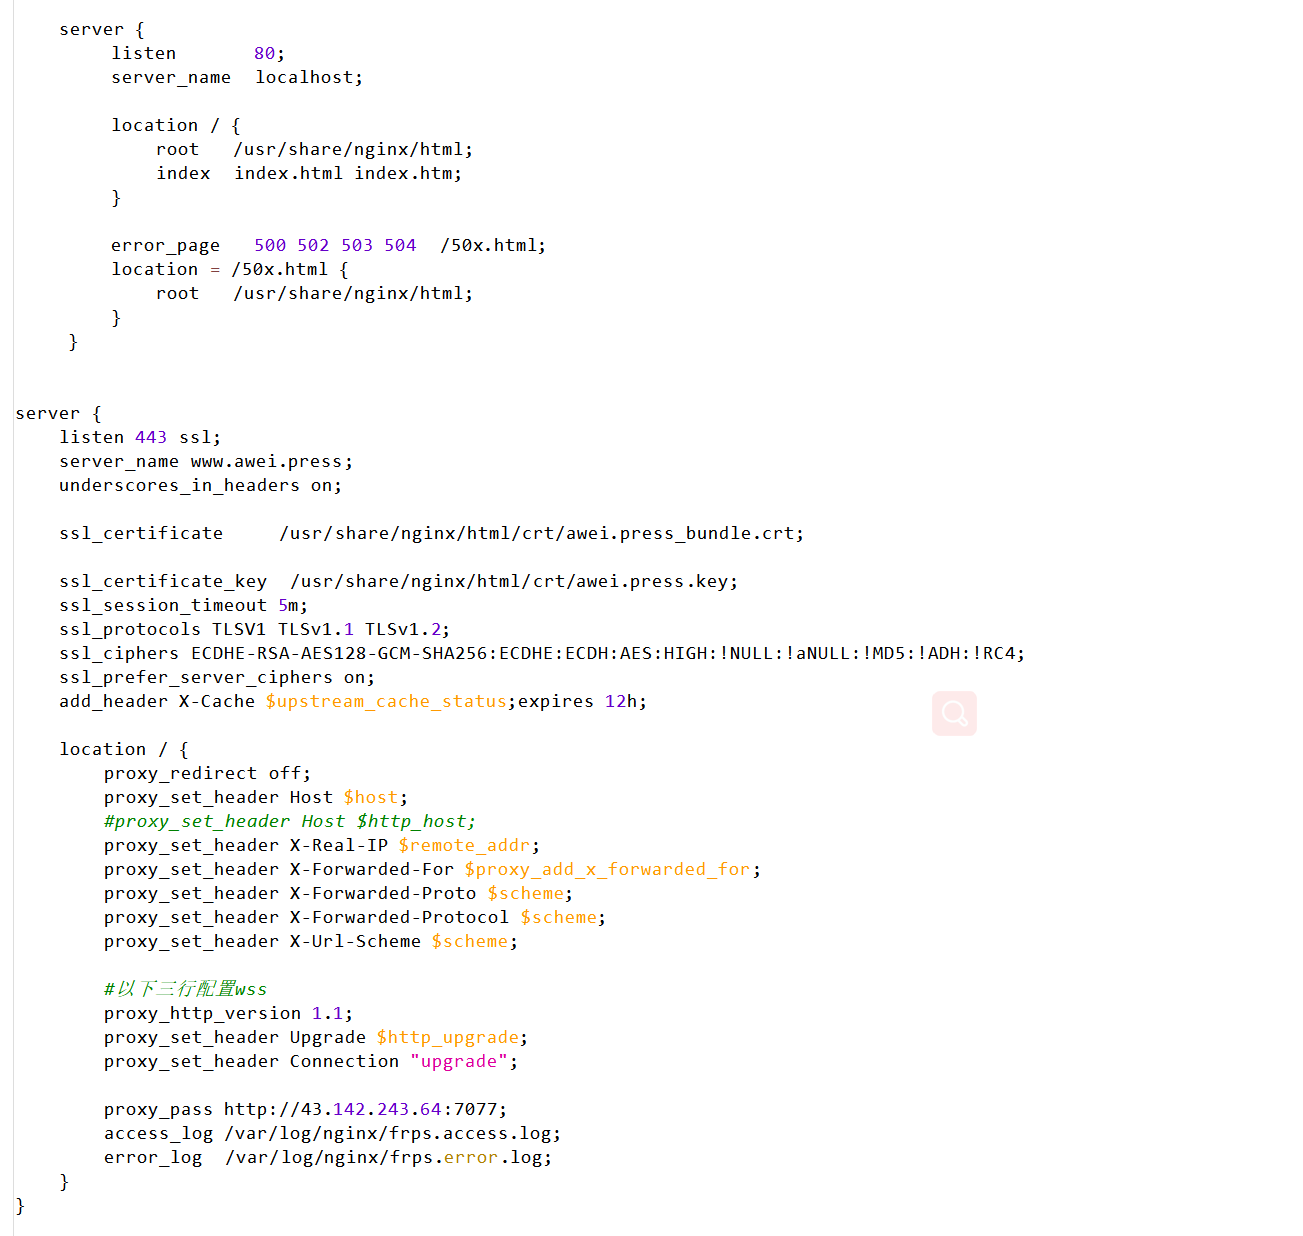 server {
listen 80;
server_name localhost;
location / {
root /usr/share/nginx/html;
index index.html index.htm;
}
error_page 500 502 503 504 /50x.html;
location = /50x.html {
root /usr/share/nginx/html;
}
}
server {
listen 443 ssl;
server_name www.awei.press;
underscores_in_headers on;
ssl_certificate /usr/share/nginx/html/crt/awei.press_bundle.crt;
ssl_certificate_key /usr/share/nginx/html/crt/awei.press.key;
ssl_session_timeout 5m;
ssl_protocols TLSV1 TLSv1.1 TLSv1.2;
ssl_ciphers ECDHE-RSA-AES128-GCM-SHA256:ECDHE:ECDH:AES:HIGH:!NULL:!aNULL:!MD5:!ADH:!RC4;
ssl_prefer_server_ciphers on;
add_header X-Cache $upstream_cache_status;expires 12h;
location / {
proxy_redirect off;
proxy_set_header Host $host;
#proxy_set_header Host $http_host;
proxy_set_header X-Real-IP $remote_addr;
proxy_set_header X-Forwarded-For $proxy_add_x_forwarded_for;
proxy_set_header X-Forwarded-Proto $scheme;
proxy_set_header X-Forwarded-Protocol $scheme;
proxy_set_header X-Url-Scheme $scheme;
#以下三行配置wss
proxy_http_version 1.1;
proxy_set_header Upgrade $http_upgrade;
proxy_set_header Connection "upgrade";
proxy_pass http://43.142.243.64:7077;
access_log /var/log/nginx/frps.access.log;
error_log /var/log/nginx/frps.error.log;
}
}